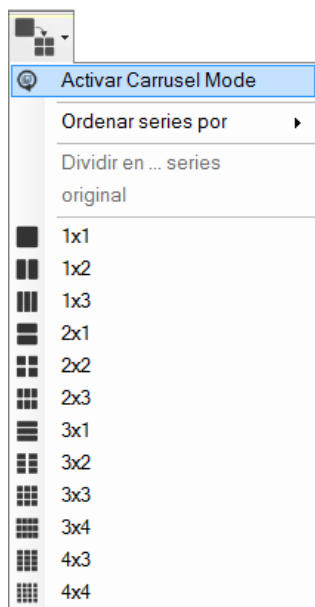 Activar Carrusel Mode
Ordenar series por
Dividir en ... series
original
1x1
1x2
1x3
2x1
2x2
2x3
3x1
3x2
3x3
3x4
4x3
4x4